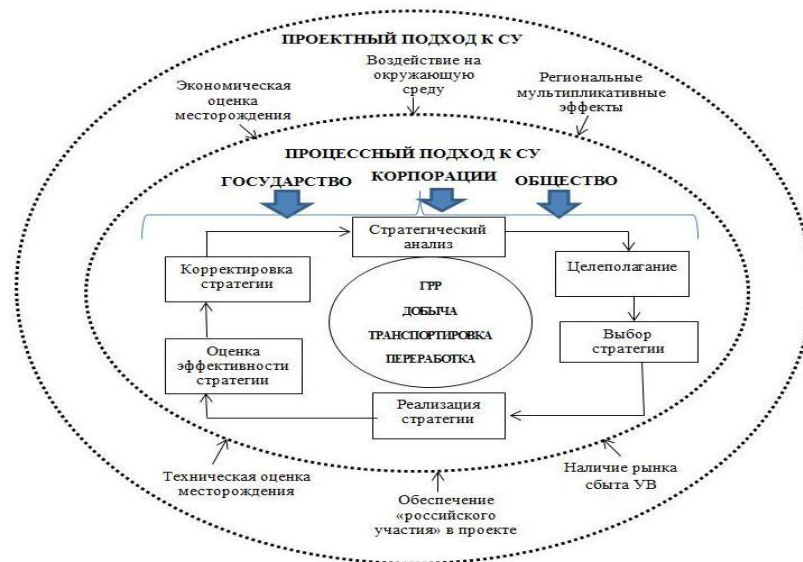 ПРОЕКТНЫЙ ПОДХОД К СУ
Экономическая
оценка
месторождения
Воздействие на
окружающую
среду
Региональные
мультипликативные
эффекты
ПРОЦЕССНЫЙ ПОДХОД К СУ
ГОСУДАРСТВО
КОРПОРАЦИИ
ОБЩЕСТВО
Стратегический
анализ
Корректировка
стратегии
Целеполагание
ГРР
ДОБЫЧА
ТРАНСПОРТИРОВКА
ПЕРЕРАБОТКА
Оценка
эффективности
стратегии
Выбор
стратегии
Реализация
стратегии
Техническая оценка
месторождения
Обеспечение
«российского
участия» в проекте
Наличие рынка
сбыта УВ